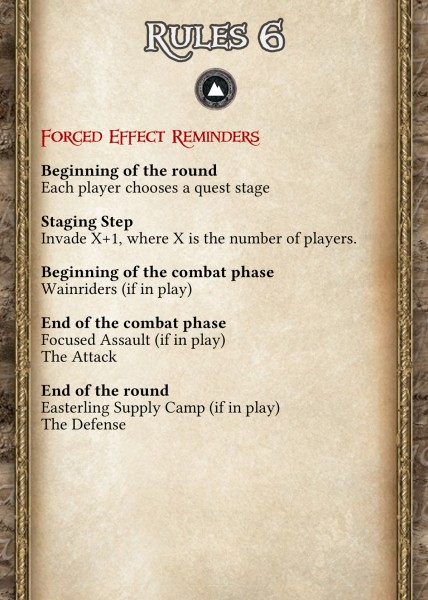 Rules 6
Forced Effect Reminders
Beginning of the round
Each player chooses a quest stage
Staging Step
Invade X+1, where X is the number of players.
Beginning of the combat phase
Wainriders (if in play)
End of the combat phase
Focused Assault (if in play)
The Attack
End of the round
Easterling Supply Camp (if in play)
The Defense